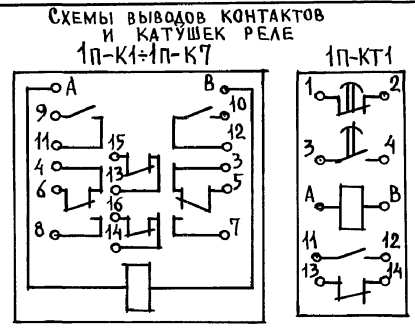 СХЕМЫ ВЫВОДОВ КОНТАКТОВ
И КАТУШЕК РЕЛЕ
1П-К1÷1П-К7
1П-КТ1
А В
9 10
11 12
15
4 3
13
6 5
16
8 14 7
1 2
3 4
А В
11 12
13 14